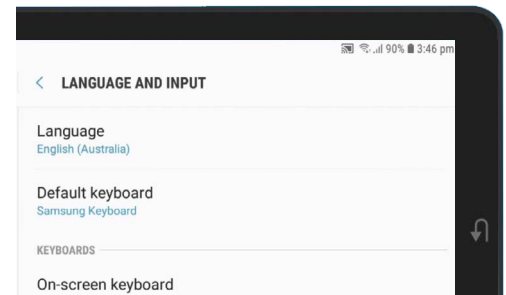 90% 3:46 pm
LANGUAGE AND INPUT
Language
English (Australia)
Default keyboard
Samsung Keyboard
KEYBOARDS
On-screen keyboard